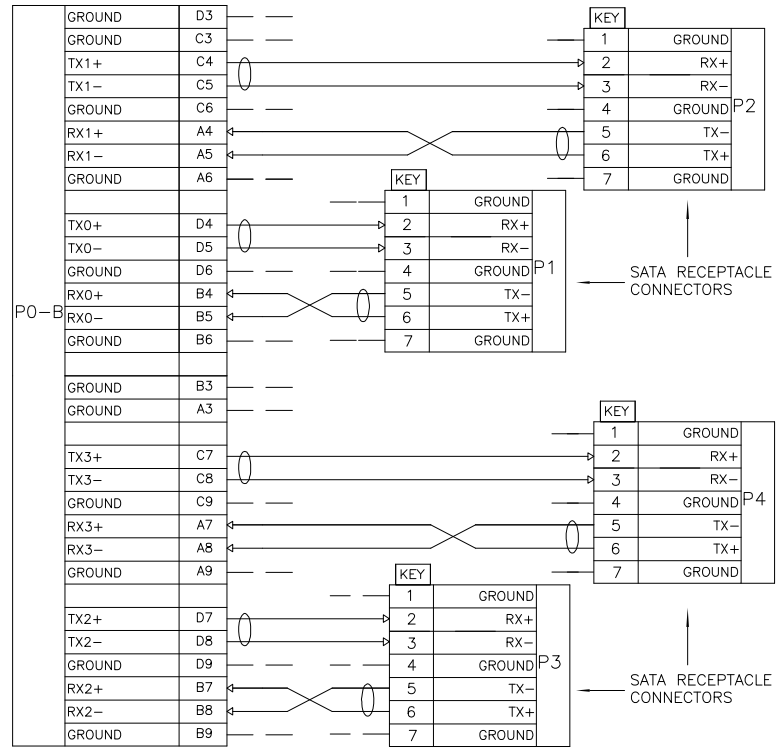 P0-B
GROUND D3
GROUND C3
TX1+ C4
TX1- C5
GROUND C6
RX1+ A4
RX1- A5
GROUND A6
TX0+ D4
TX0- D5
GROUND D6
RX0+ B4
RX0- B5
GROUND B6
GROUND B3
GROUND A3
TX3+ C7
TX3- C8
GROUND C9
RX3+ A7
RX3- A8
GROUND A9
TX2+ D7
TX2- D8
GROUND D9
RX2+ B7
RX2- B8
GROUND B9
KEY
1 GROUND
2 RX+
3 RX-
4 GROUND
5 TX-
6 TX+
7 GROUND
P2
KEY
1 GROUND
2 RX+
3 RX-
4 GROUND
5 TX-
6 TX+
7 GROUND
P1
SATA RECEPTACLE
CONNECTORS
KEY
1 GROUND
2 RX+
3 RX-
4 GROUND
5 TX-
6 TX+
7 GROUND
P4
KEY
1 GROUND
2 RX+
3 RX-
4 GROUND
5 TX-
6 TX+
7 GROUND
P3
SATA RECEPTACLE
CONNECTORS